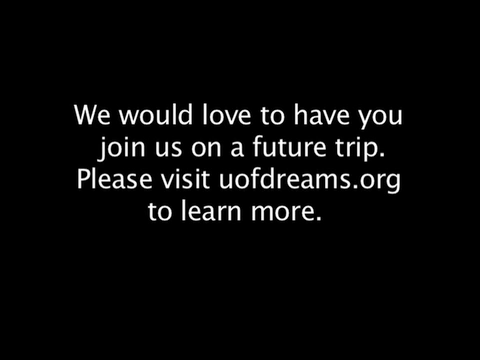 We would love to have you
join us on a future trip.
Please visit uofdreams.org
to learn more.